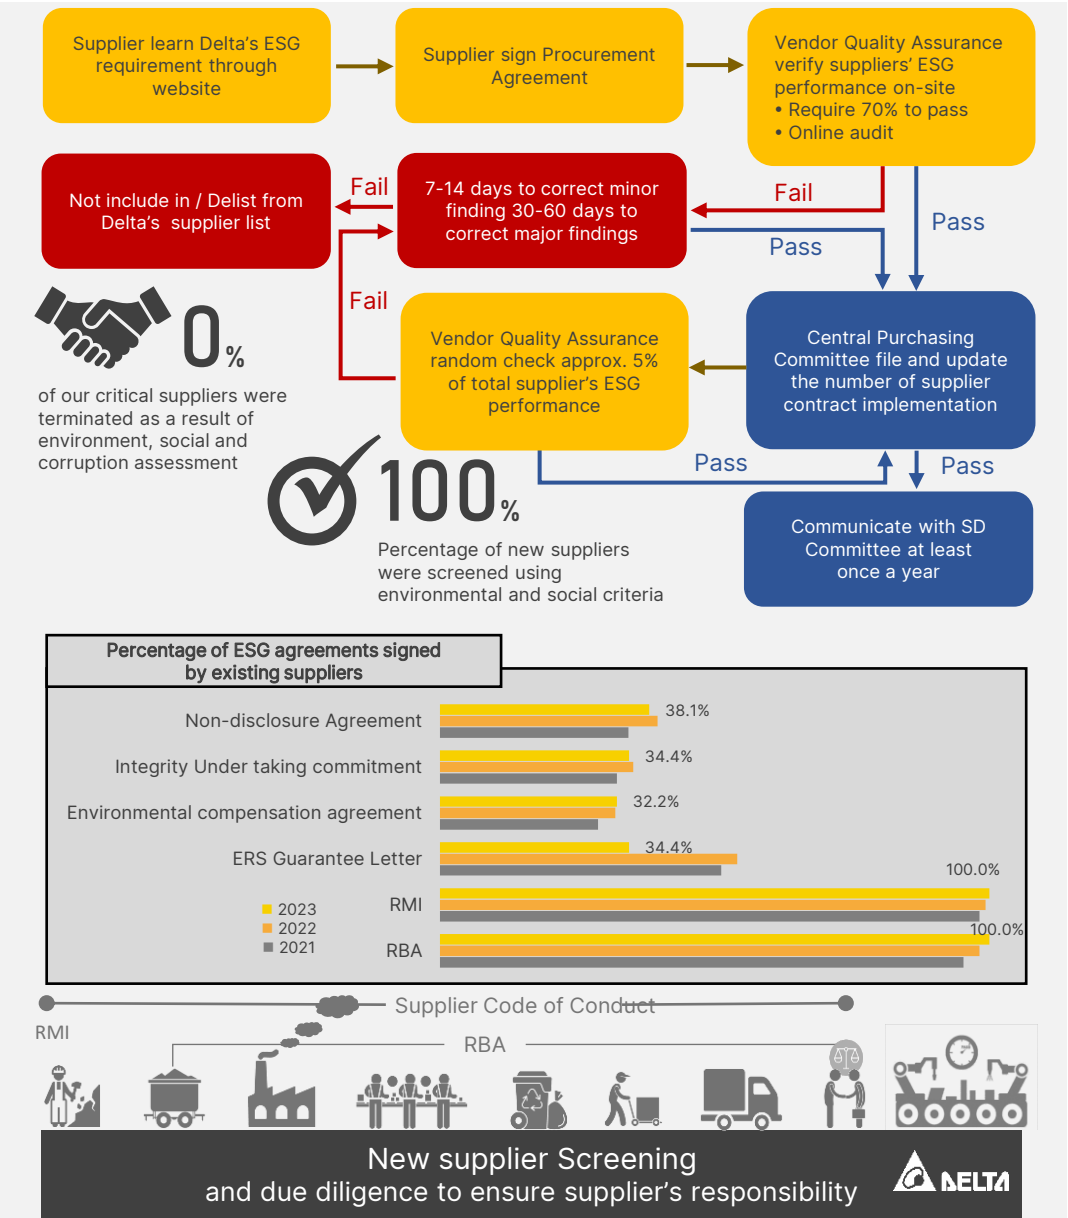 Supplier learn Delta's ESG
requirement through
website
Supplier sign Procurement
Agreement
Vendor Quality Assurance
verify suppliers' ESG
performance on-site
• Require 70% to pass
• Online audit
Not include in / Delist from
Delta's supplier list
Fail
7-14 days to correct minor
finding 30-60 days to
correct major findings
Fail
Pass
Pass
Fail
0%
of our critical suppliers were
terminated as a result of
environment, social and
corruption assessment
Vendor Quality Assurance
random check approx. 5%
of total supplier's ESG
performance
Central Purchasing
Committee file and update
the number of supplier
contract implementation
Pass
Pass
100%
Percentage of new suppliers
were screened using
environmental and social criteria
Communicate with SD
Committee at least
once a year
Percentage of ESG agreements signed
by existing suppliers
Non-disclosure Agreement
38.1%
Integrity Under taking commitment
34.4%
Environmental compensation agreement
32.2%
ERS Guarantee Letter
34.4%
100.0%
RMI
100.0%
RBA
2023
2022
2021
Supplier Code of Conduct
RMI
RBA
New supplier Screening
and due diligence to ensure supplier's responsibility
DELTA